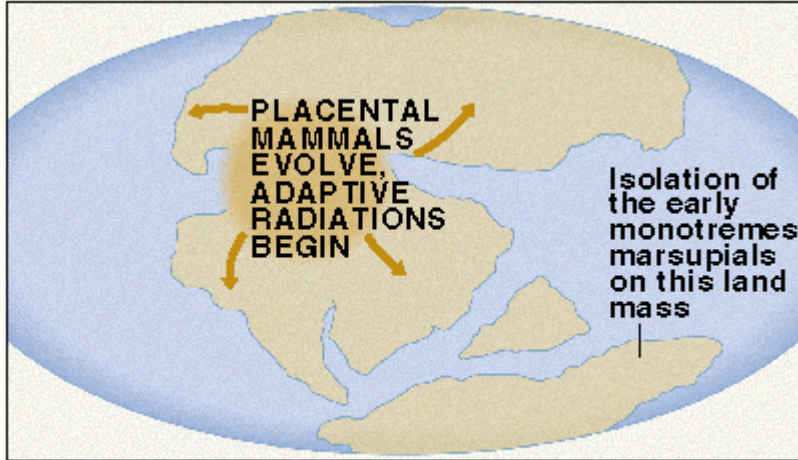 PLACENTAL
MAMMALS
EVOLVE,
ADAPTIVE
RADIATIONS
BEGIN
Isolation of
the early
monotremes
marsupials
on this land
mass